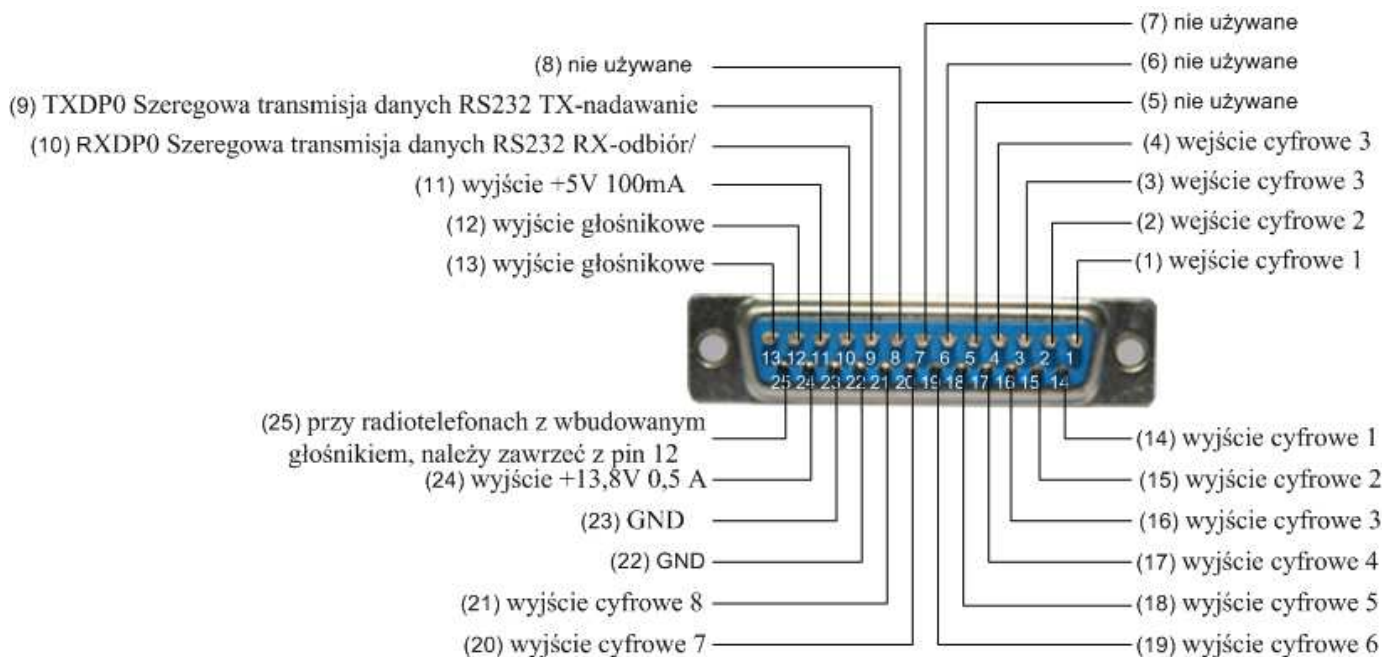 (7) nie używane
(6) nie używane
(8) nie używane
(5) nie używane
(9) TXDP0 Szeregowa transmisja danych RS232 TX-nadawanie
(10) RXDP0 Szeregowa transmisja danych RS232 RX-odbiór/
(4) wejście cyfrowe 3
(11) wyjście +5V 100mA
(3) wejście cyfrowe 3
(12) wyjście głośnikowe
(2) wejście cyfrowe 2
(13) wyjście głośnikowe
(1) wejście cyfrowe 1
13 12 11 10 9 8 7 6 5 4 3 2 1
25 24 23 22 21 20 19 18 17 16 15 14
(25) przy radiotelefonach z wbudowanym
głośnikiem, należy zawrzeć z pin 12
(14) wyjście cyfrowe 1
(24) wyjście +13,8V 0,5 A
(15) wyjście cyfrowe 2
(23) GND
(16) wyjście cyfrowe 3
(22) GND
(17) wyjście cyfrowe 4
(21) wyjście cyfrowe 8
(18) wyjście cyfrowe 5
(20) wyjście cyfrowe 7
(19) wyjście cyfrowe 6